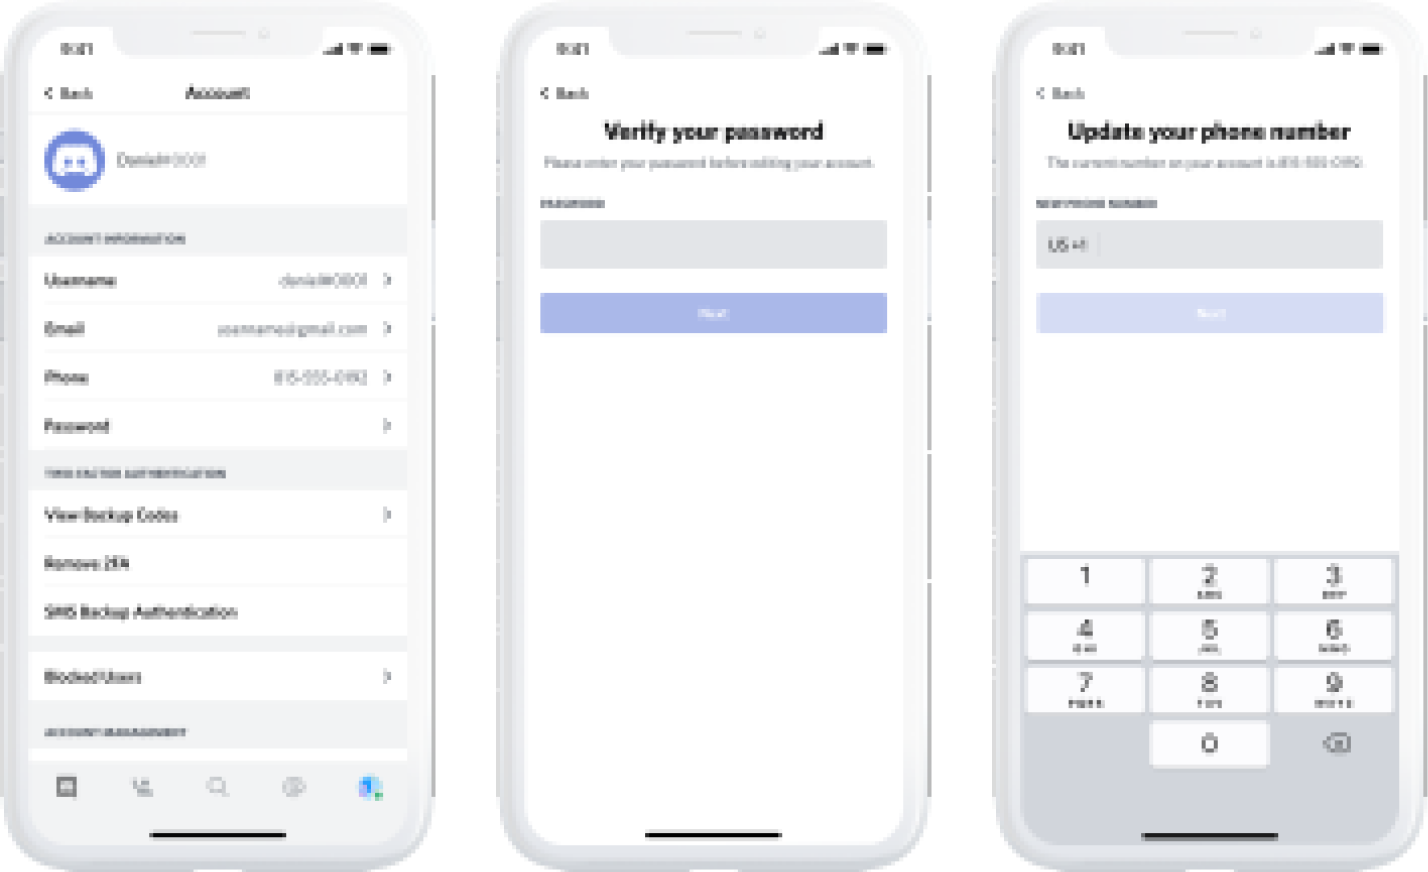 9:41
Back
Account
Daniel#0001
ACCOUNT INFORMATION
Username daniel#0001
Email username@gmail.com
Phone 815-555-0192
Password
TWO-FACTOR AUTHENTICATION
View Backup Codes
Remove 2FA
SMS Backup Authentication
Blocked Users
ACCOUNT MANAGEMENT
9:41
Back
Verify your password
Please enter your password before editing your account.
PASSWORD
Next
9:41
Back
Update your phone number
The current number on your account is 815-555-0192.
NEW PHONE NUMBER
US +1
Next
1 2 3
ABC DEF
4 5 6
GHI JKL MNO
7 8 9
PQRS TUV WXYZ
0